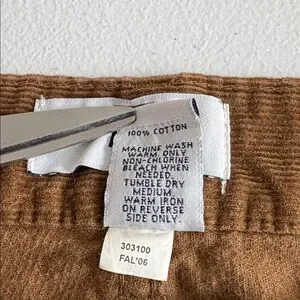 100% COTTON
MACHINE WASH
WARM, ONLY
NON-CHLORINE
BLEACH WHEN
NEEDED.
TUMBLE DRY
MEDIUM.
WARM IRON ON
REVERSE
SIDE ONLY.
303100
FAL'06